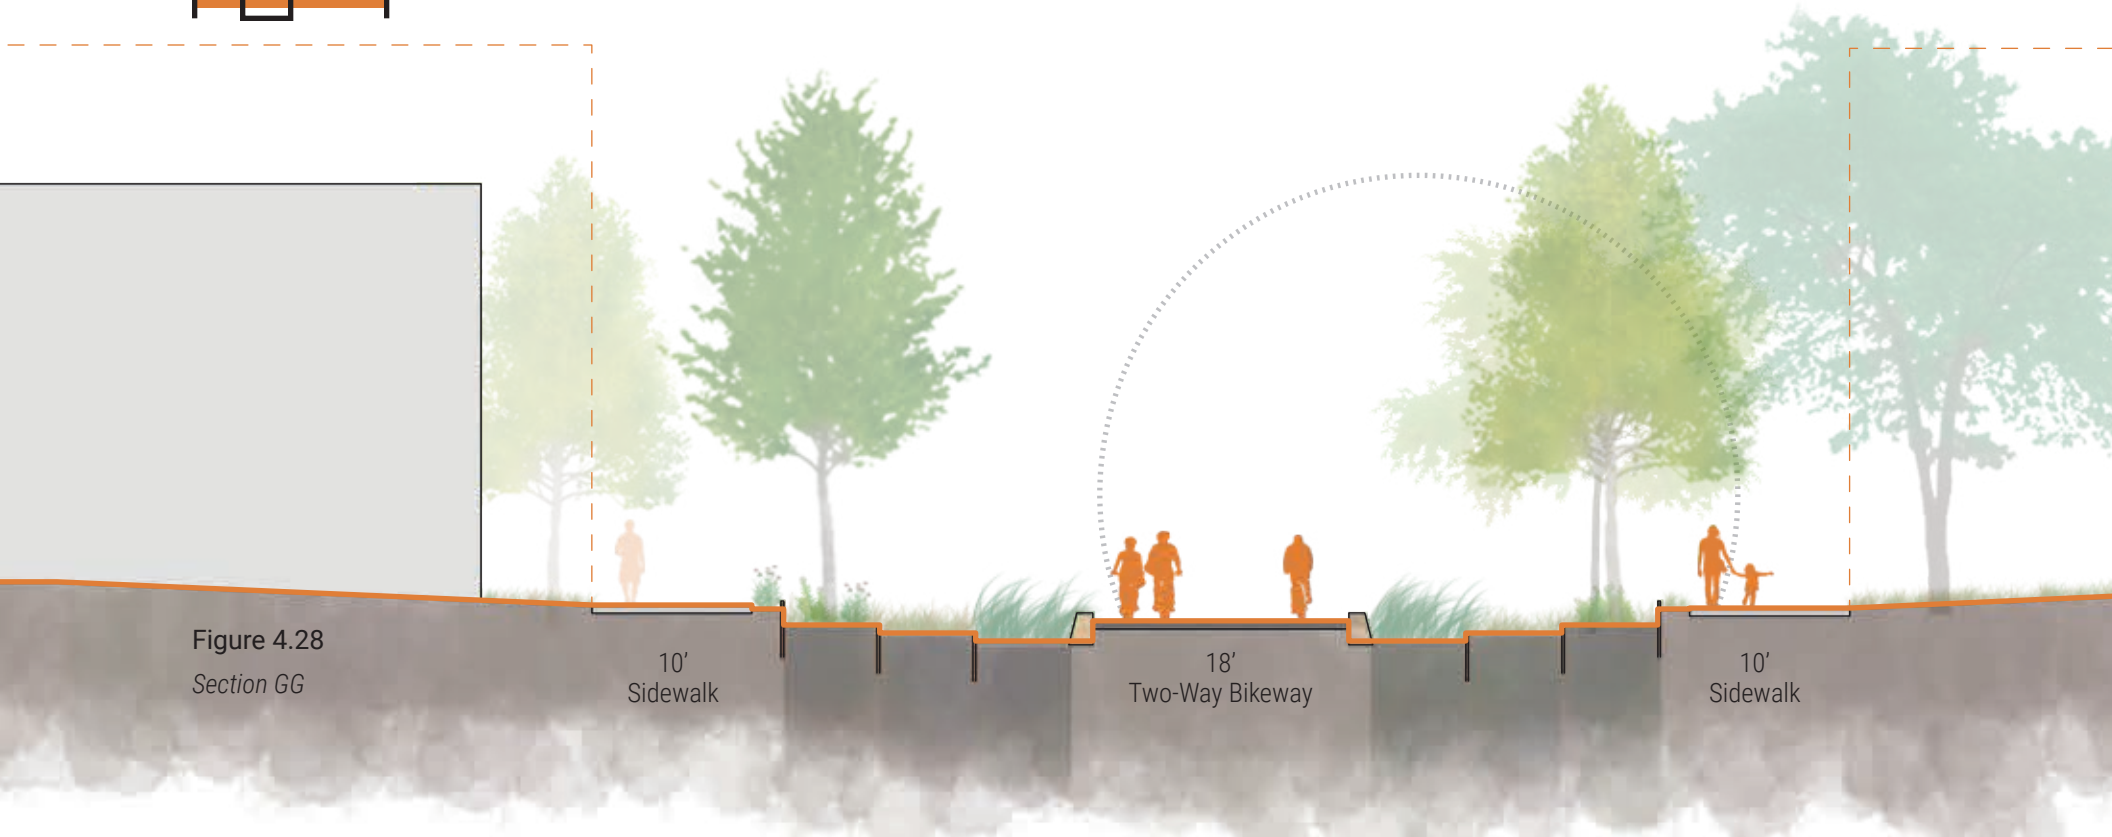 Figure 4.28
Section GG
10’
Sidewalk
18’
Two-Way Bikeway
10’
Sidewalk